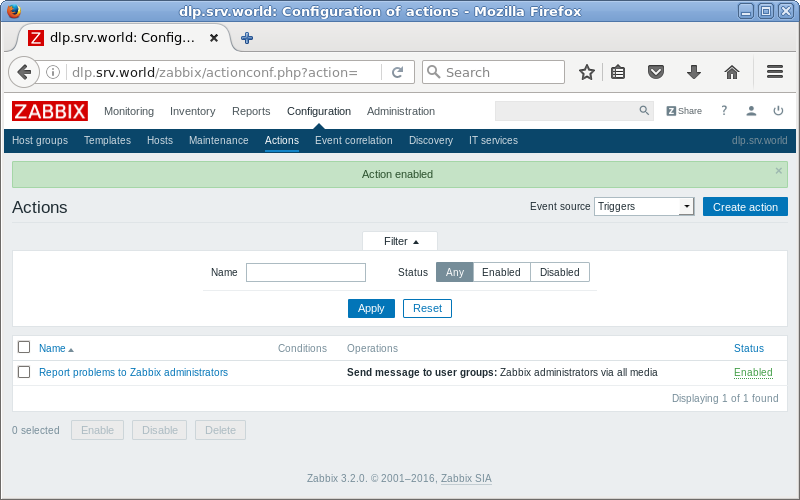 dlp.srv.world: Configuration of actions - Mozilla Firefox
Z dlp.srv.world: Config...
dlp.srv.world/zabbix/actionconf.php?action= Search
ZABBIX Monitoring Inventory Reports Configuration Administration Z Share ?
Host groups Templates Hosts Maintenance Actions Event correlation Discovery IT services dlp.srv.world
Action enabled
Actions Event source Triggers Create action
Filter
Name Status Any Enabled Disabled
Apply Reset
Name Conditions Operations Status
Report problems to Zabbix administrators Send message to user groups: Zabbix administrators via all media Enabled
Displaying 1 of 1 found
0 selected Enable Disable Delete
Zabbix 3.2.0. © 2001–2016, Zabbix SIA